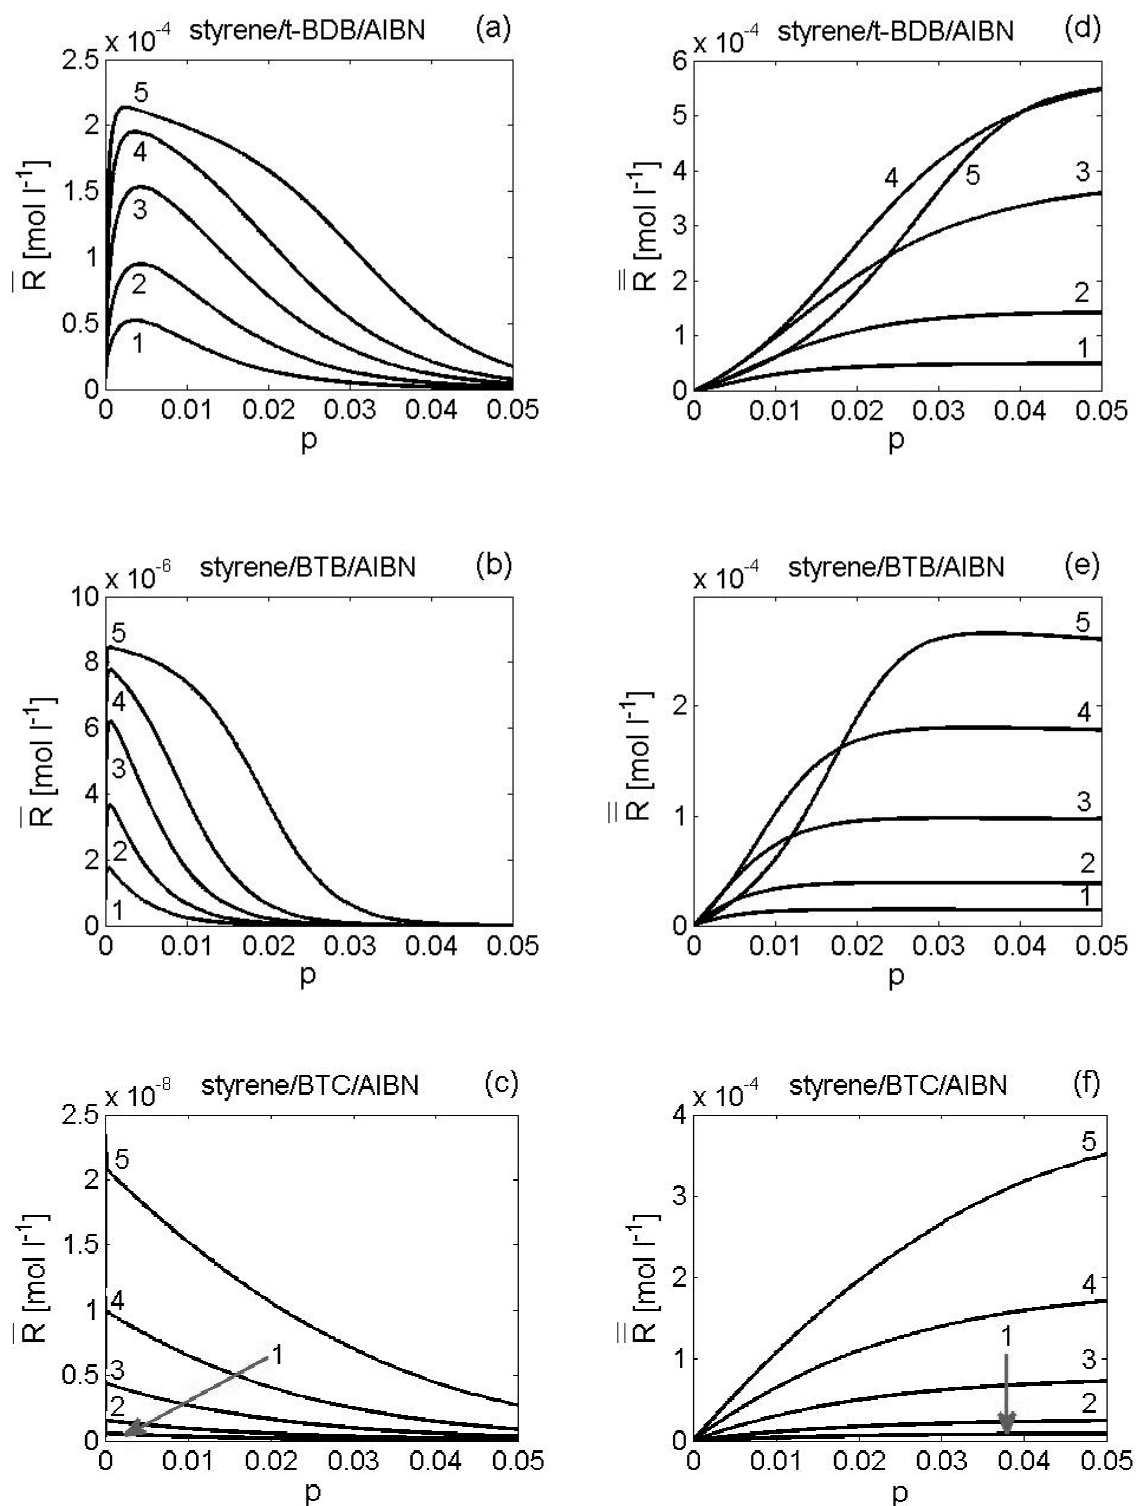 x 10-4 styrene/t-BDB/AIBN (a)
2.5
2
1.5
1
0.5
0
R [mol l-1]
5
4
3
2
1
0 0.01 0.02 0.03 0.04 0.05
p
x 10-4 styrene/t-BDB/AIBN (d)
6
5
4
3
2
1
0
R [mol l-1]
4
5
3
2
1
0 0.01 0.02 0.03 0.04 0.05
p
x 10-6 styrene/BTB/AIBN (b)
10
8
6
4
2
0
R [mol l-1]
5
4
3
2
1
0 0.01 0.02 0.03 0.04 0.05
p
x 10-4 styrene/BTB/AIBN (e)
2
1
0
R [mol l-1]
5
4
3
2
1
0 0.01 0.02 0.03 0.04 0.05
p
x 10-8 styrene/BTC/AIBN (c)
2.5
2
1.5
1
0.5
0
R [mol l-1]
5
4
3
2
1
0 0.01 0.02 0.03 0.04 0.05
p
x 10-4 styrene/BTC/AIBN (f)
4
3
2
1
0
R [mol l-1]
5
4
1
3
2
0 0.01 0.02 0.03 0.04 0.05
p